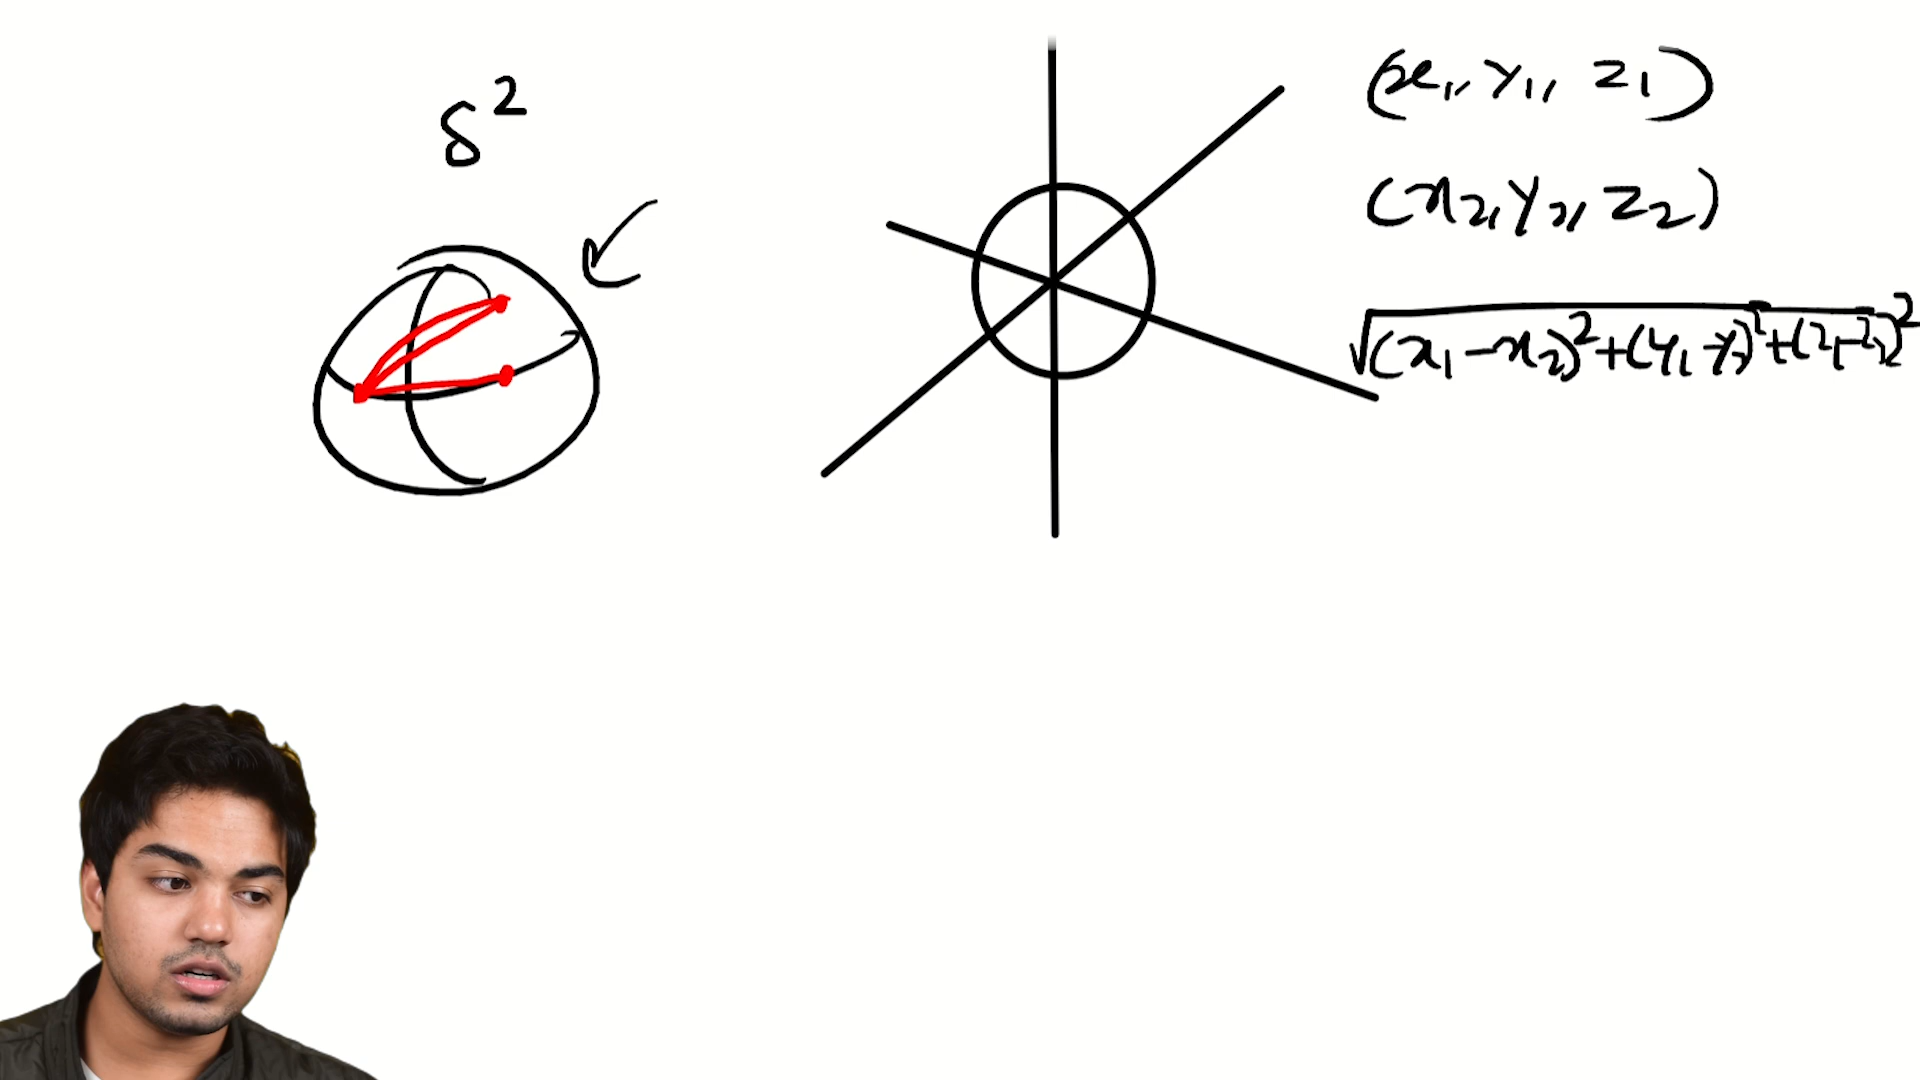 S²
(x₁, y₁, z₁)
(x₂, y₂, z₂)
√(x₁-x₂)²+(y₁-y₂)²+(z₁-z₂)²